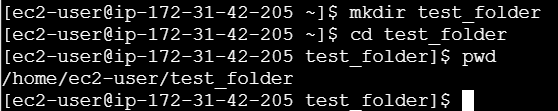 [ec2-user@ip-172-31-42-205 ~]$ mkdir test_folder
[ec2-user@ip-172-31-42-205 ~]$ cd test_folder
[ec2-user@ip-172-31-42-205 test_folder]$ pwd
/home/ec2-user/test_folder
[ec2-user@ip-172-31-42-205 test_folder]$